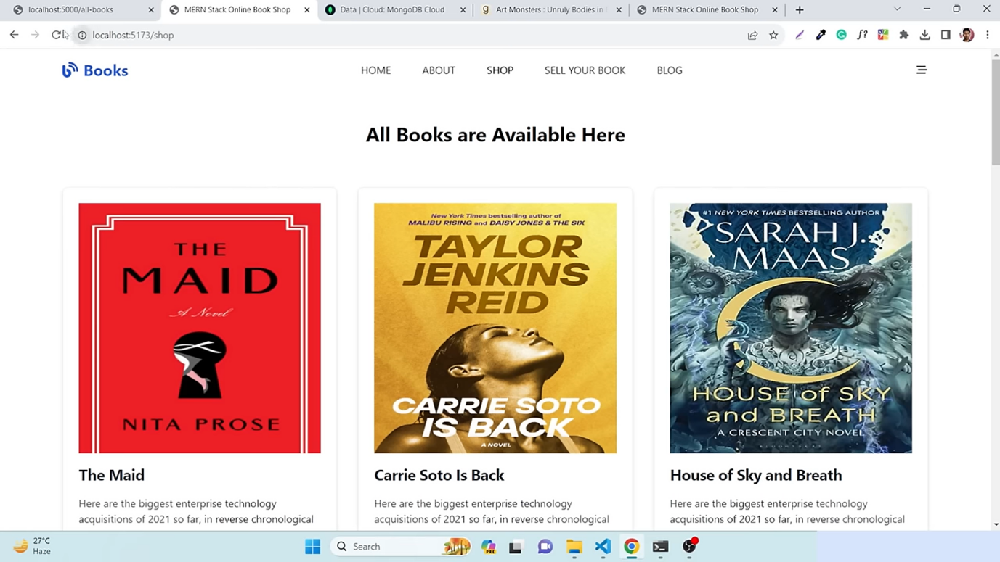 localhost:5000/all-books
MERN Stack Online Book Shop
Data | Cloud: MongoDB Cloud
Art Monsters : Unruly Bodies in
MERN Stack Online Book Shop
localhost:5173/shop
Books
HOME
ABOUT
SHOP
SELL YOUR BOOK
BLOG
All Books are Available Here
THE
MAID
A Novel
NITA PROSE
New York Times bestselling author of
MALIBU RISING and DAISY JONES & THE SIX
TAYLOR
JENKINS
REID
CARRIE SOTO
IS BACK
A NOVEL
#1 NEW YORK TIMES BESTSELLING AUTHOR
SARAH J.
MAAS
HOUSE of SKY
and BREATH
A CRESCENT CITY NOVEL
The Maid
Here are the biggest enterprise technology
acquisitions of 2021 so far, in reverse chronological
Carrie Soto Is Back
Here are the biggest enterprise technology
acquisitions of 2021 so far, in reverse chronological
House of Sky and Breath
Here are the biggest enterprise technology
acquisitions of 2021 so far, in reverse chronological
27°C
Haze
Search
PRE